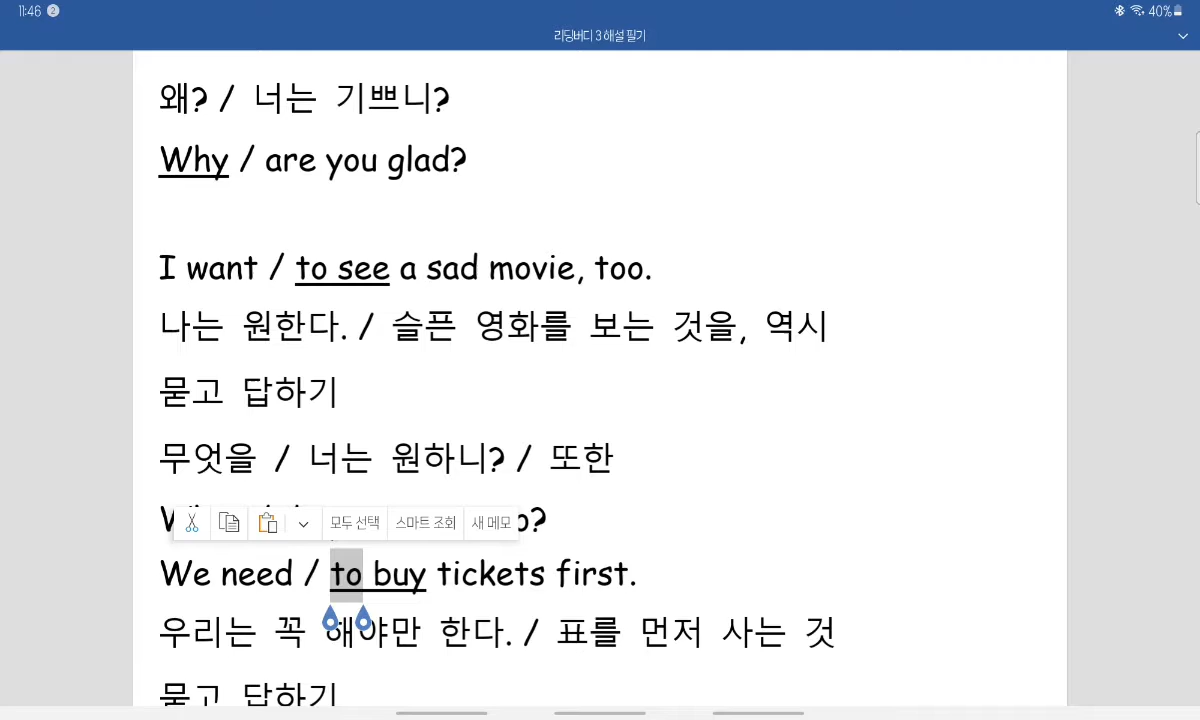 11:46 2
40%
리딩버디 3 해설 필기
왜? / 너는 기쁘니?
Why / are you glad?
I want / to see a sad movie, too.
나는 원한다. / 슬픈 영화를 보는 것을, 역시
묻고 답하기
무엇을 / 너는 원하니? / 또한
모두 선택 스마트 조회 새 메모
We need / to buy tickets first.
우리는 꼭 해야만 한다. / 표를 먼저 사는 것
묻고 답하기